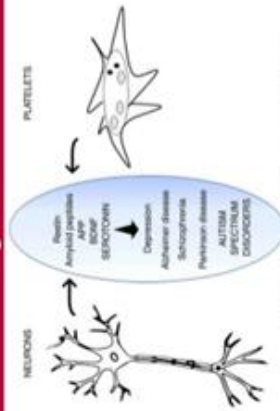 NEURONS
PLATELETS
Reelin
Amyloid peptides
APP
BDNF
SEROTONIN
Depression
Alzheimer disease
Schizophrenia
Parkinson disease
AUTISM
SPECTRUM
DISORDERS